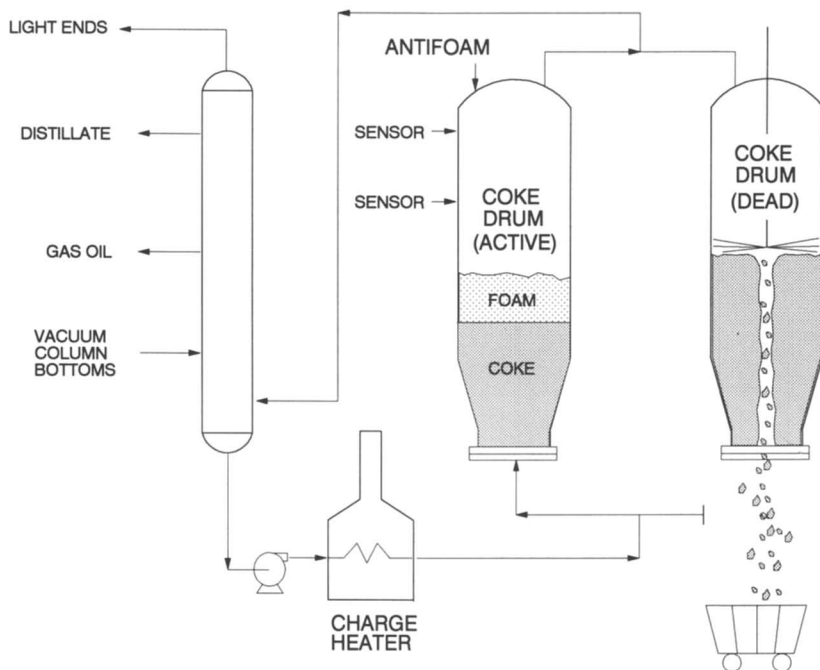 LIGHT ENDS
DISTILLATE
GAS OIL
VACUUM
COLUMN
BOTTOMS
ANTIFOAM
SENSOR
SENSOR
COKE
DRUM
(ACTIVE)
FOAM
COKE
COKE
DRUM
(DEAD)
CHARGE
HEATER